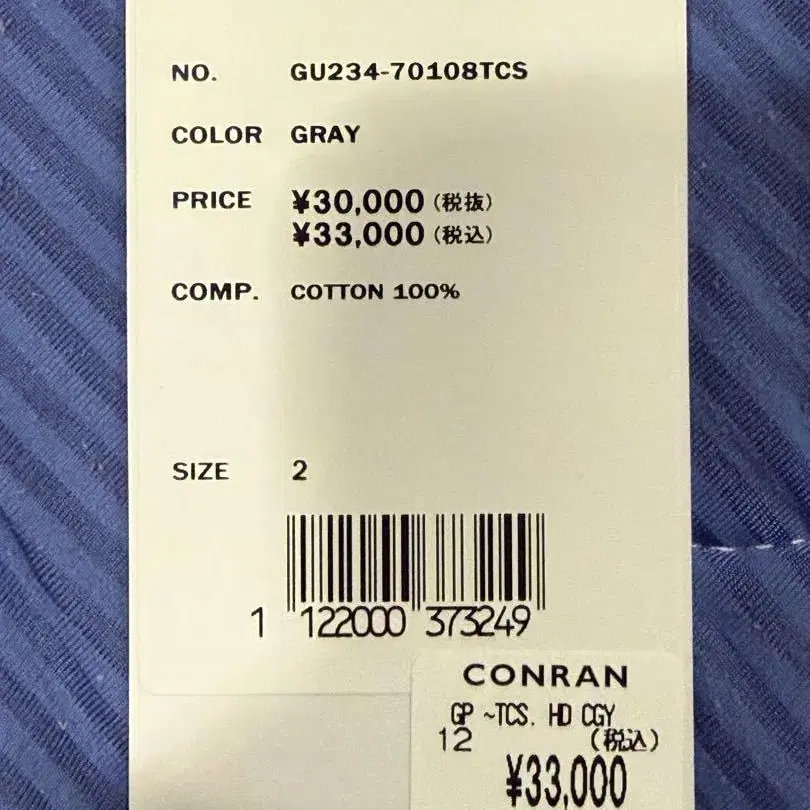 NO. GU234-70108TCS
COLOR GRAY
PRICE ¥30,000 (税抜)
¥33,000 (税込)
COMP. COTTON 100%
SIZE 2
1 122000 373249
CONRAN
GP ~TCS. HD CGY
12 (税込)
¥33,000